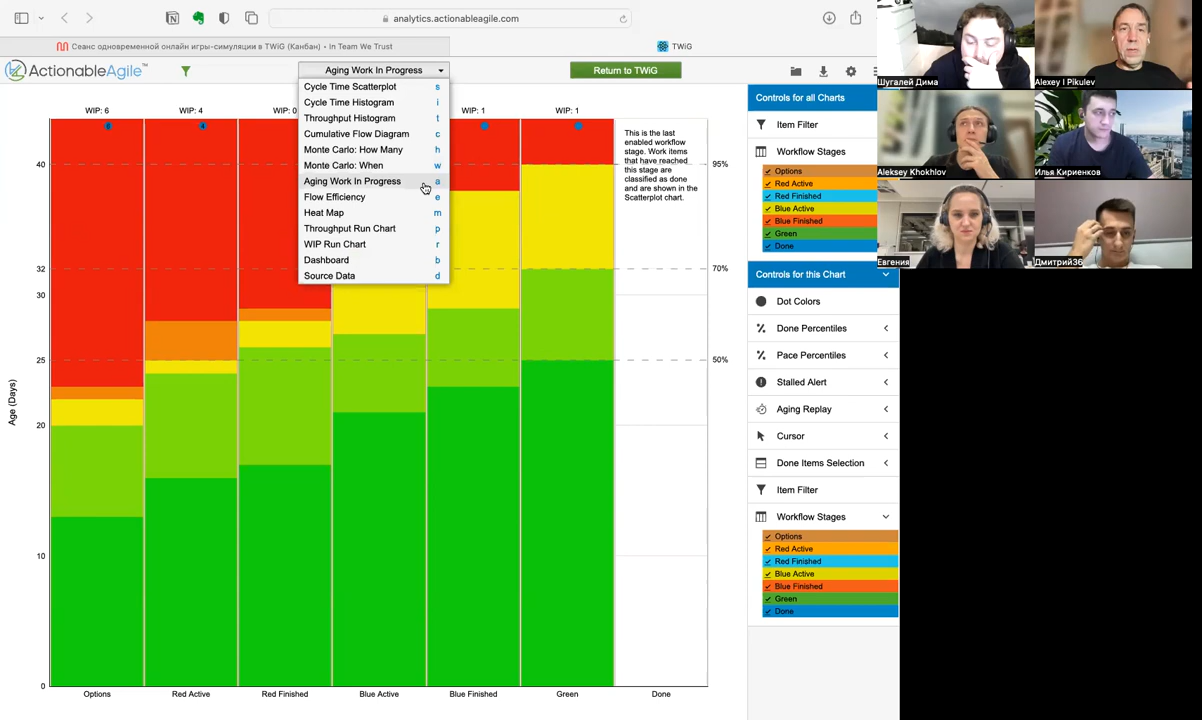 analytics.actionableagile.com
Сеанс одновременной онлайн игры-симуляции в TWiG (Канбан) • In Team We Trust
TWiG
ActionableAgile™
Aging Work In Progress
Return to TWiG
Cycle Time Scatterplot s
Cycle Time Histogram i
Throughput Histogram t
Cumulative Flow Diagram c
Monte Carlo: How Many h
Monte Carlo: When w
Aging Work In Progress a
Flow Efficiency e
Heat Map m
Throughput Run Chart p
WIP Run Chart r
Dashboard b
Source Data d
WIP: 6
WIP: 4
WIP: 0
WIP: 1
WIP: 1
This is the last
enabled workflow
stage. Work items
that have reached
this stage are
classified as done
and are shown in the
Scatterplot chart.
40
32
30
25
20
10
0
Age (Days)
95%
70%
50%
Options
Red Active
Red Finished
Blue Active
Blue Finished
Green
Done
Controls for all Charts
Item Filter
Workflow Stages
Options
Red Active
Red Finished
Blue Active
Blue Finished
Green
Done
Controls for this Chart
Dot Colors
Done Percentiles
Pace Percentiles
Stalled Alert
Aging Replay
Cursor
Done Items Selection
Item Filter
Workflow Stages
Options
Red Active
Red Finished
Blue Active
Blue Finished
Green
Done
Шугалей Дима
Alexey I Pikulev
Aleksey Khokhlov
Илья Кириенков
Евгения
Дмитрий36